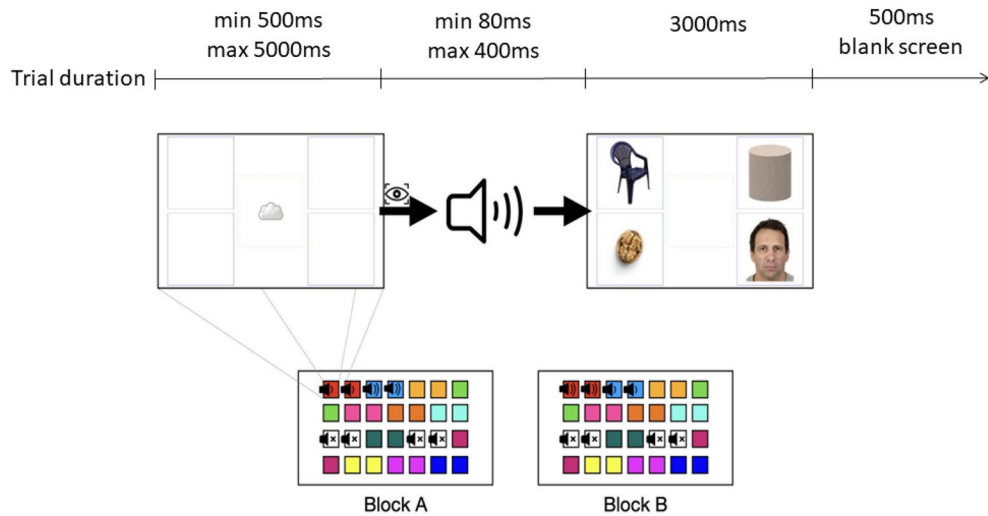 min 500ms
max 5000ms
min 80ms
max 400ms
3000ms
500ms
blank screen
Trial duration
Block A
Block B